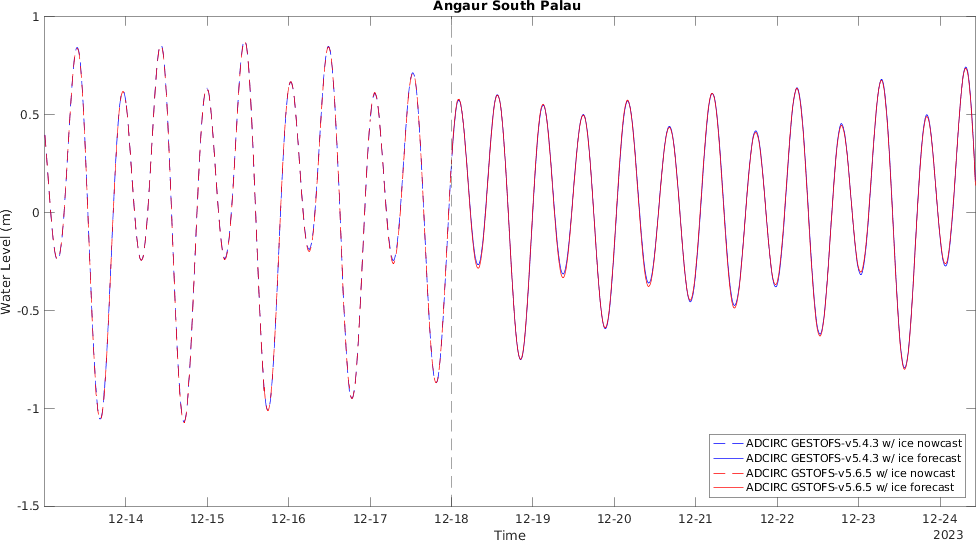 Angaur South Palau
1
0.5
0
-0.5
-1
-1.5
Water Level (m)
12-14 12-15 12-16 12-17 12-18 12-19 12-20 12-21 12-22 12-23 12-24
Time
2023
ADCIRC GESTOFS-v5.4.3 w/ ice nowcast
ADCIRC GESTOFS-v5.4.3 w/ ice forecast
ADCIRC GSTOFS-v5.6.5 w/ ice nowcast
ADCIRC GSTOFS-v5.6.5 w/ ice forecast